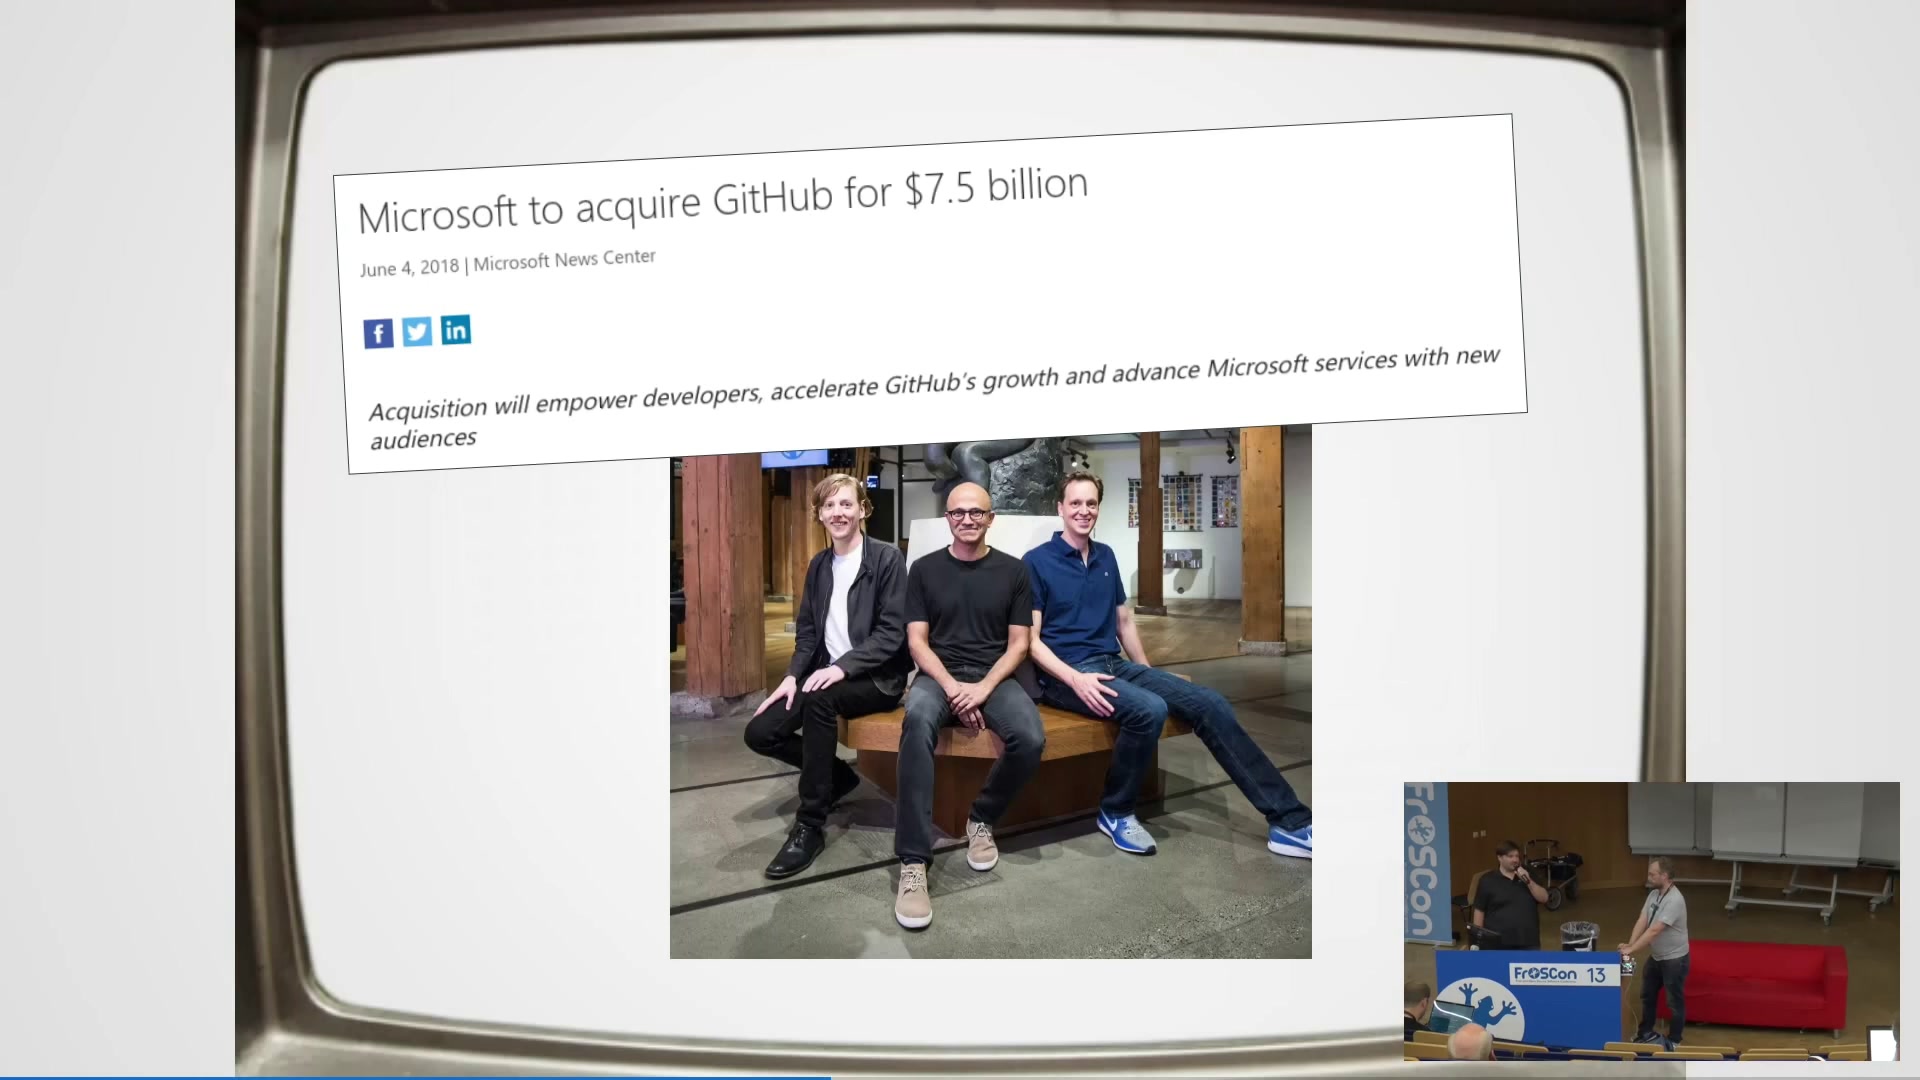 Microsoft to acquire GitHub for $7.5 billion
June 4, 2018 | Microsoft News Center
f
in
Acquisition will empower developers, accelerate GitHub's growth and advance Microsoft services with new
audiences
FrOSCon
FrOSCon 13